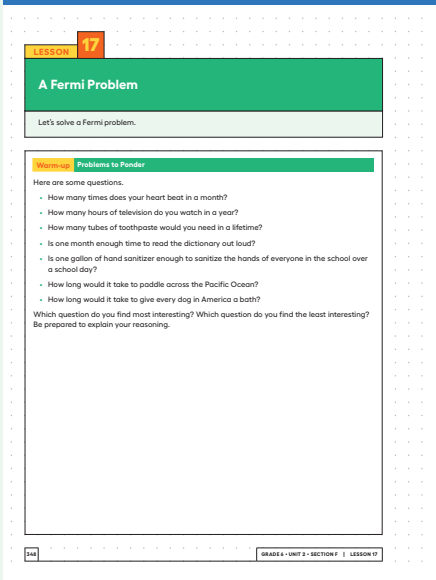 LESSON 17
A Fermi Problem
Let's solve a Fermi problem.
Warm-up Problems to Ponder
Here are some questions.
• How many times does your heart beat in a month?
• How many hours of television do you watch in a year?
• How many tubes of toothpaste would you need in a lifetime?
• Is one month enough time to read the dictionary out loud?
• Is one gallon of hand sanitizer enough to sanitize the hands of everyone in the school over
a school day?
• How long would it take to paddle across the Pacific Ocean?
• How long would it take to give every dog in America a bath?
Which question do you find most interesting? Which question do you find the least interesting?
Be prepared to explain your reasoning.
348
GRADE 6 • UNIT 2 • SECTION F | LESSON 17